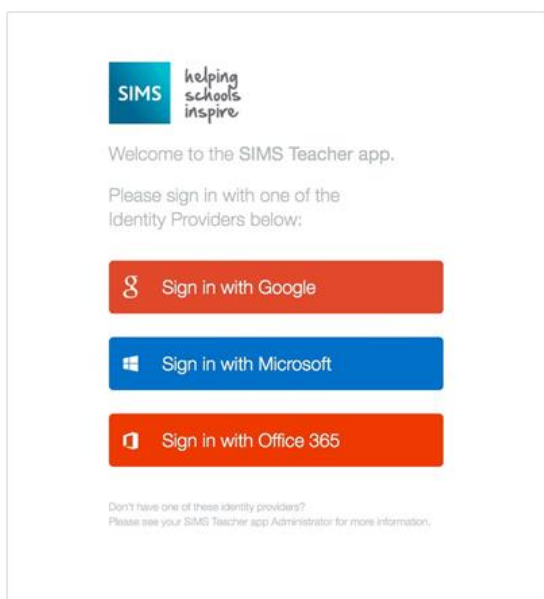 SIMS
helping
schools
inspire
Welcome to the SIMS Teacher app.
Please sign in with one of the
Identity Providers below:
Sign in with Google
Sign in with Microsoft
Sign in with Office 365
Don't have one of these identity providers?
Please see your SIMS Teacher app Administrator for more information.